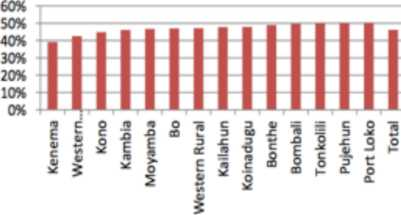 60%
50%
40%
30%
20%
10%
0%
Kenema
Western...
Kono
Kambia
Moyamba
Bo
Western Rural
Kailahun
Koinadugu
Bonthe
Bombali
Tonkolili
Pujehun
Port Loko
Total